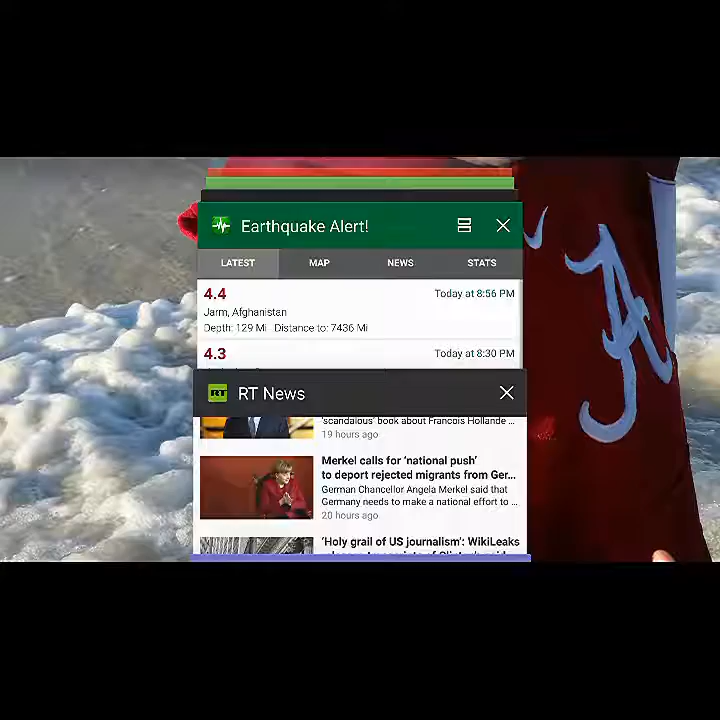 Earthquake Alert!
LATEST MAP NEWS STATS
4.4 Today at 8:56 PM
Jarm, Afghanistan
Depth: 129 Mi Distance to: 7436 Mi
4.3 Today at 8:30 PM
RT RT News
'scandalous' book about Francois Hollande ...
19 hours ago
Merkel calls for 'national push'
to deport rejected migrants from Ger...
German Chancellor Angela Merkel said that
Germany needs to make a national effort to ...
20 hours ago
'Holy grail of US journalism': WikiLeaks
A